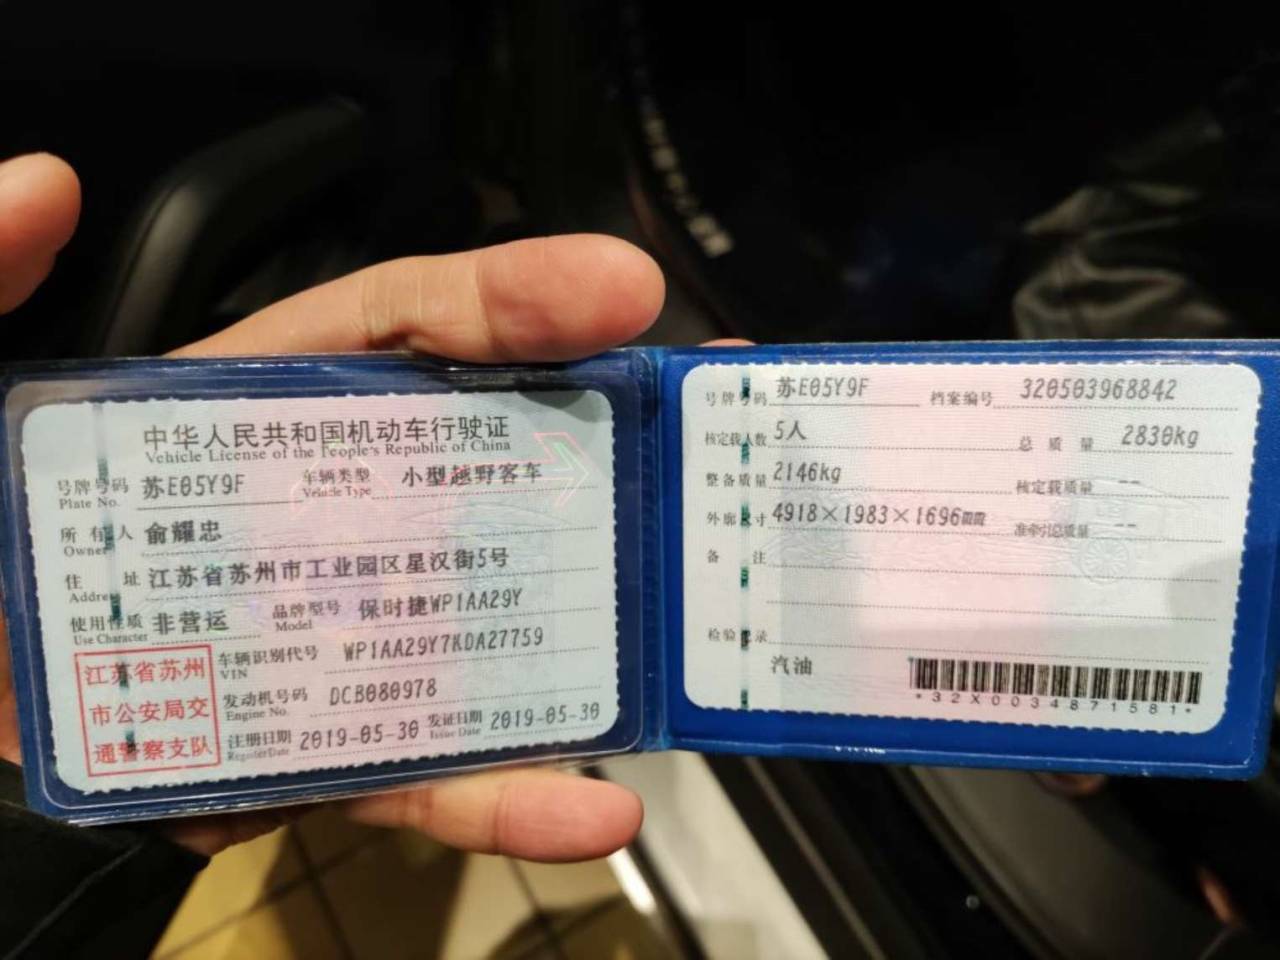 中华人民共和国机动车行驶证
Vehicle License of the People's Republic of China
号牌号码 苏E05Y9F 车辆类型 小型越野客车
Plate No. Vehicle Type
所有人 俞耀忠
Owner
住址 江苏省苏州市工业园区星汉街5号
Address
使用性质 非营运 品牌型号 保时捷WP1AA29Y
Use Character Model
江苏省苏州
市公安局交
通警察支队
车辆识别代号 WP1AA29Y7KDA27759
VIN
发动机号码 DCB080978
Engine No.
注册日期 2019-05-30 发证日期 2019-05-30
Register Date Issue Date
号牌号码 苏E05Y9F 档案编号 320503968842
核定载人数 5人 总质量 2830kg
整备质量 2146kg 核定载质量 --
外廓尺寸 4918×1983×1696mm 准牵引总质量 --
备注
检验记录
汽油
*32X0034871581*